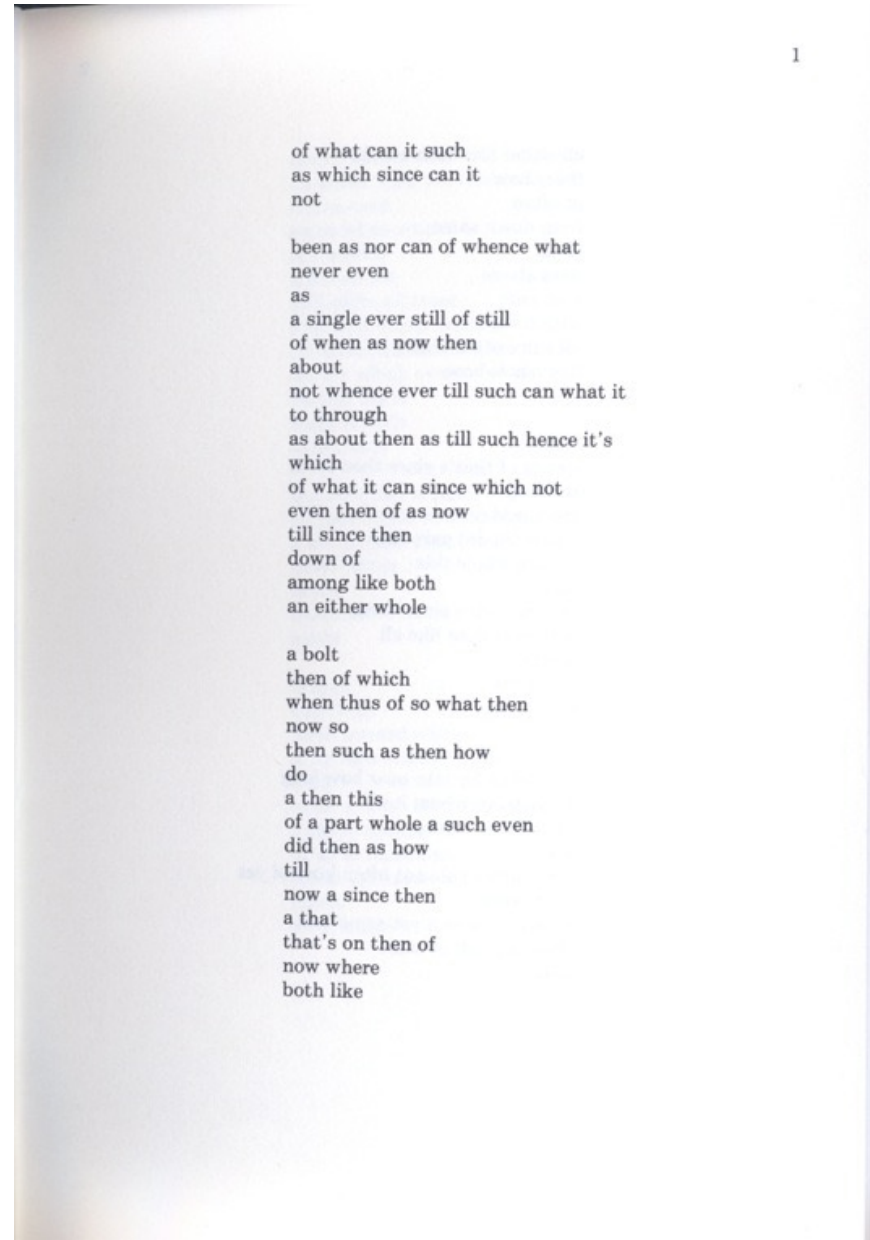 1
of what can it such
as which since can it
not
been as nor can of whence what
never even
as
a single ever still of still
of when as now then
about
not whence ever till such can what it
to through
as about then as till such hence it's
which
of what it can since which not
even then of as now
till since then
down of
among like both
an either whole
a bolt
then of which
when thus of so what then
now so
then such as then how
do
a then this
of a part whole a such even
did then as how
till
now a since then
a that
that's on then of
now where
both like